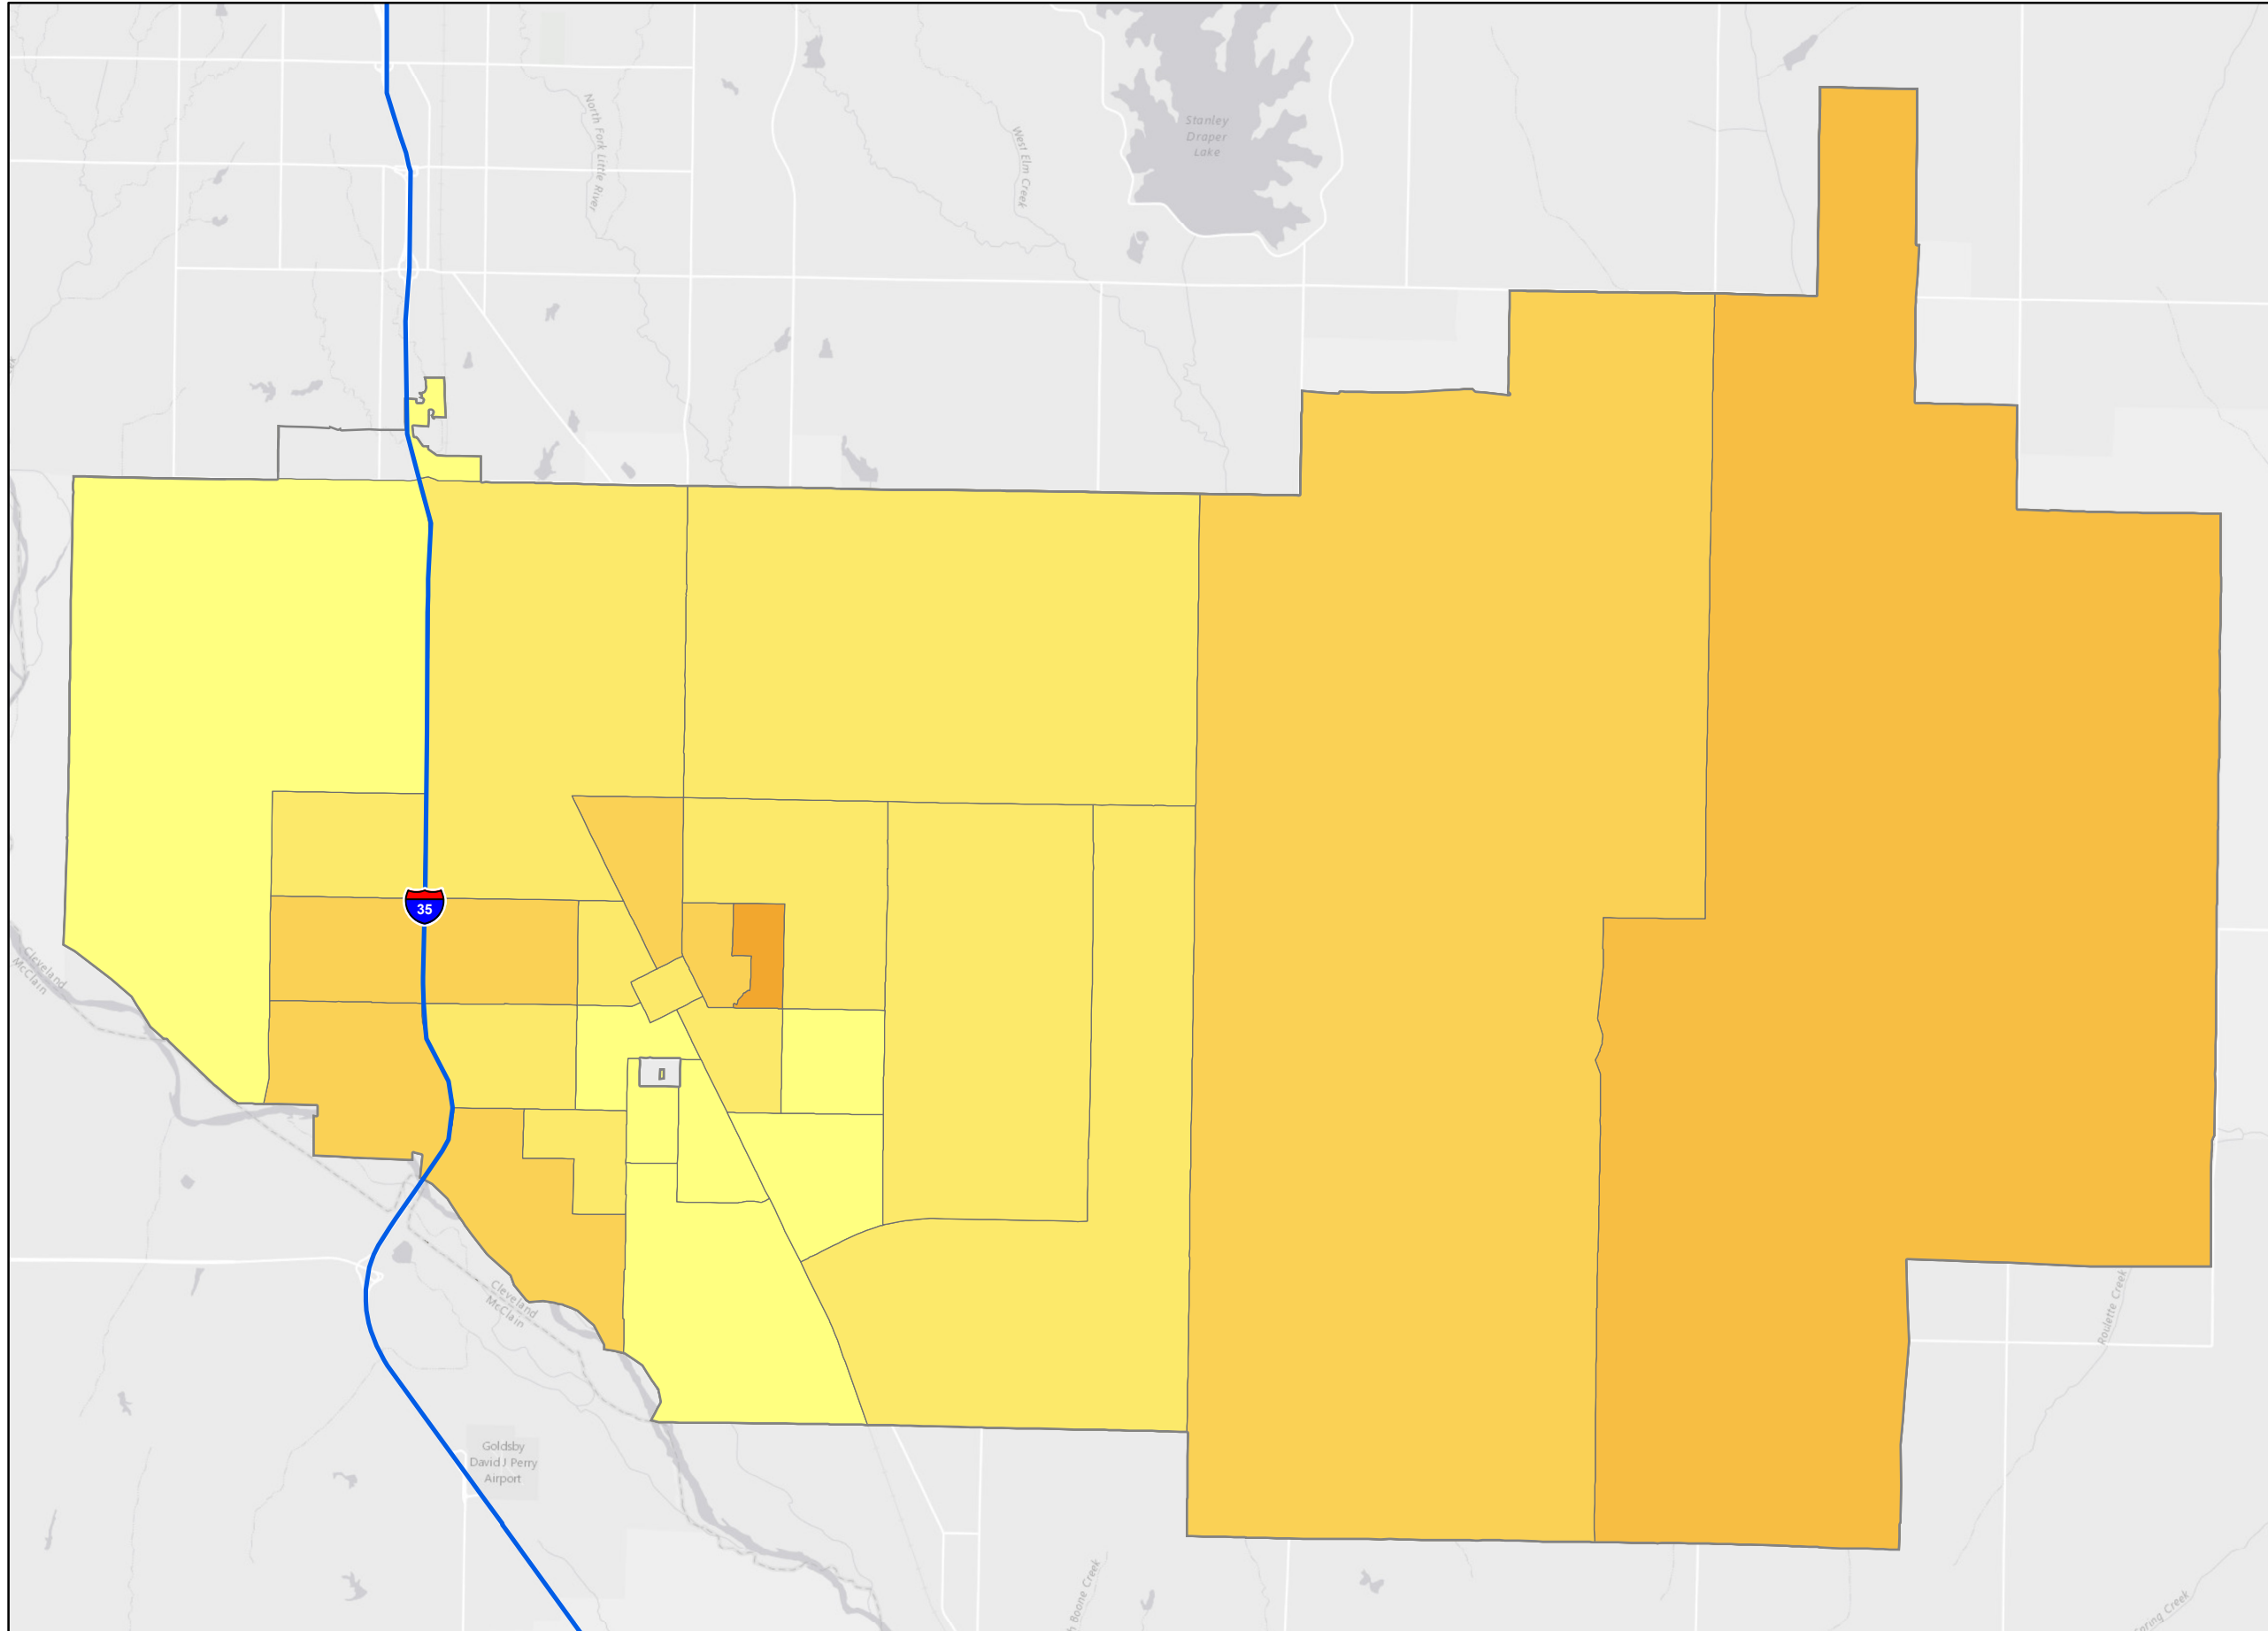 North Fork Little River
West Elm Creek
Stanley
Draper
Lake
35
Cleveland
McClain
Cleveland
McClain
Goldsby
David J Perry
Airport
Roulette Creek
Boone Creek
Creek